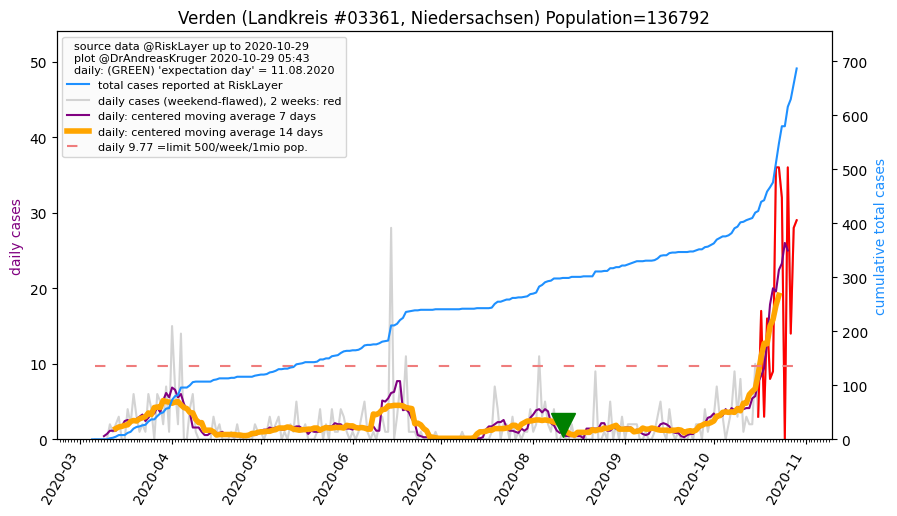 Verden (Landkreis #03361, Niedersachsen) Population=136792
source data @RiskLayer up to 2020-10-29
plot @DrAndreasKruger 2020-10-29 05:43
daily: (GREEN) 'expectation day' = 11.08.2020
total cases reported at RiskLayer
daily cases (weekend-flawed), 2 weeks: red
daily: centered moving average 7 days
daily: centered moving average 14 days
daily 9.77 =limit 500/week/1mio pop.
daily cases
50
40
30
20
10
0
cumulative total cases
700
600
500
400
300
200
100
0
2020-03
2020-04
2020-05
2020-06
2020-07
2020-08
2020-09
2020-10
2020-11